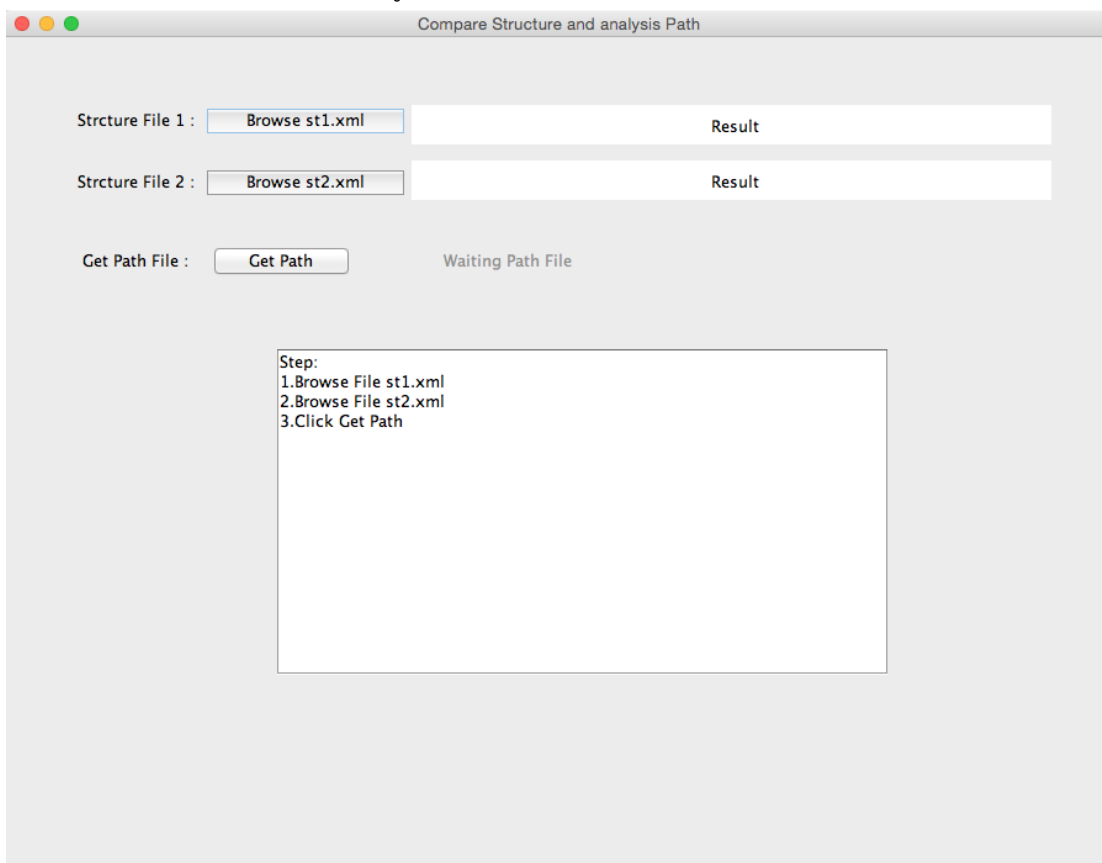 Compare Structure and analysis Path
Strcture File 1 : Browse st1.xml Result
Strcture File 2 : Browse st2.xml Result
Get Path File : Get Path Waiting Path File
Step:
1.Browse File st1.xml
2.Browse File st2.xml
3.Click Get Path